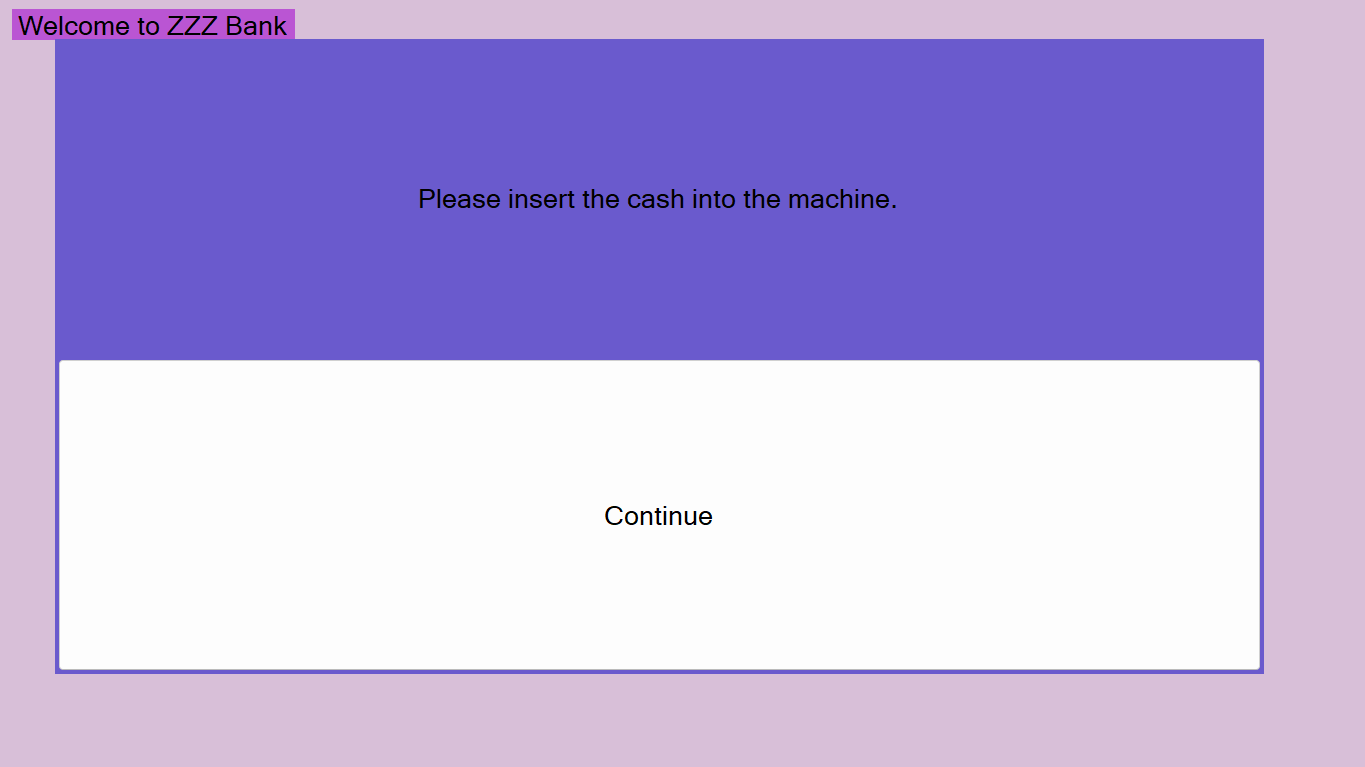 Welcome to ZZZ Bank
Please insert the cash into the machine.
Continue